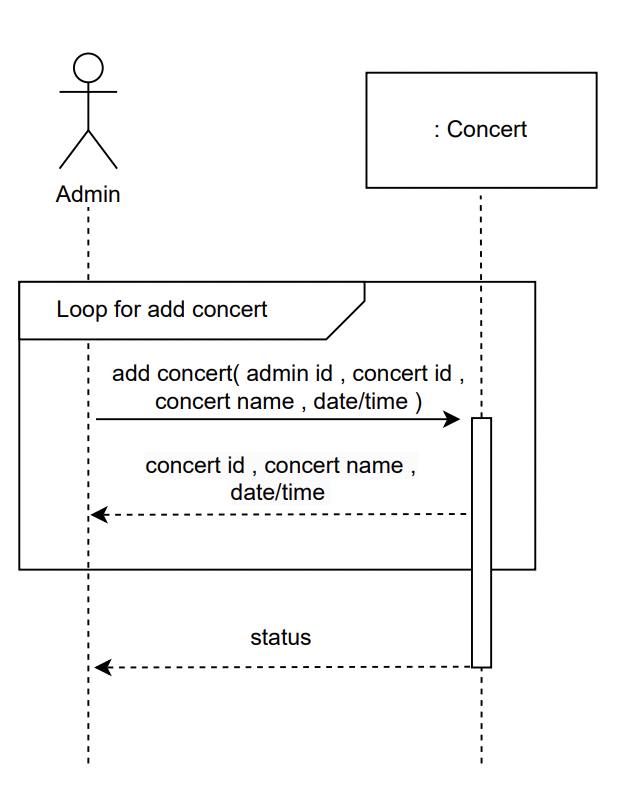 : Concert
Admin
Loop for add concert
add concert( admin id , concert id ,
concert name , date/time )
concert id , concert name ,
date/time
status